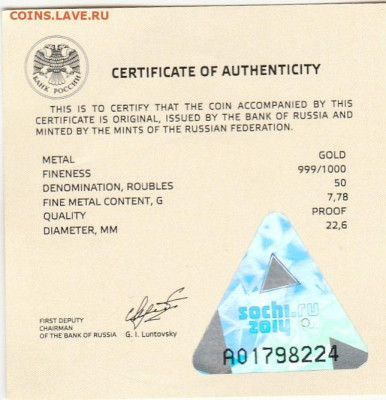 COINS.LAVE.RU
БАНК РОССИИ
CERTIFICATE OF AUTHENTICITY
THIS IS TO CERTIFY THAT THE COIN ACCOMPANIED BY THIS
CERTIFICATE IS ORIGINAL, ISSUED BY THE BANK OF RUSSIA AND
MINTED BY THE MINTS OF THE RUSSIAN FEDERATION.
METAL GOLD
FINENESS 999/1000
DENOMINATION, ROUBLES 50
FINE METAL CONTENT, G 7,78
QUALITY PROOF
DIAMETER, MM 22,6
FIRST DEPUTY
CHAIRMAN
OF THE BANK OF RUSSIA G. I. Luntovsky
sochi.ru
2014
A01798224